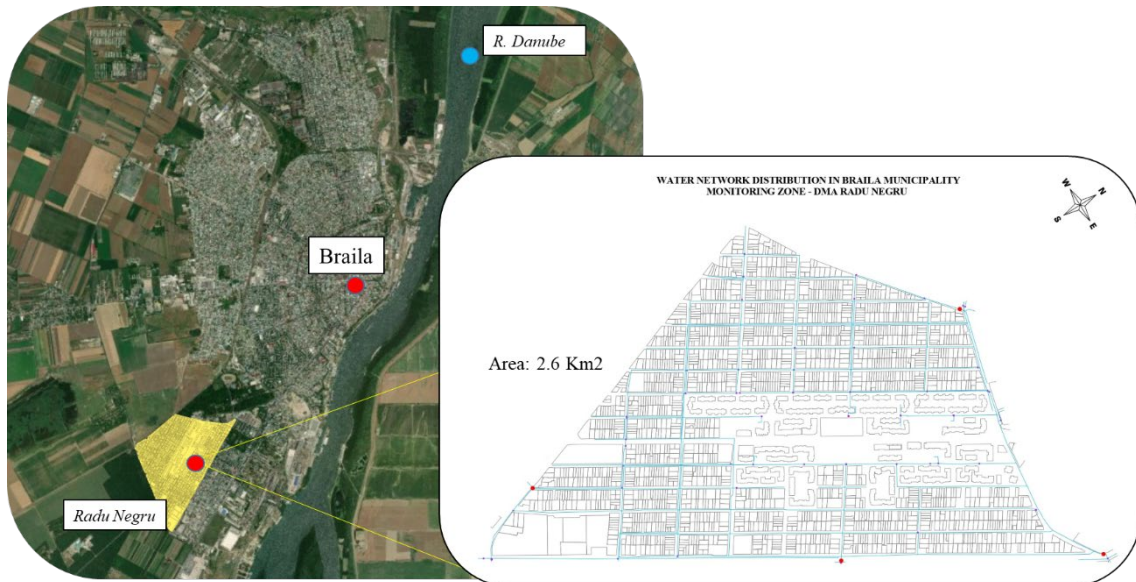 R. Danube
Braila
Radu Negru
WATER NETWORK DISTRIBUTION IN BRAILA MUNICIPALITY
MONITORING ZONE - DMA RADU NEGRU
W
N
S
E
Area: 2.6 Km2